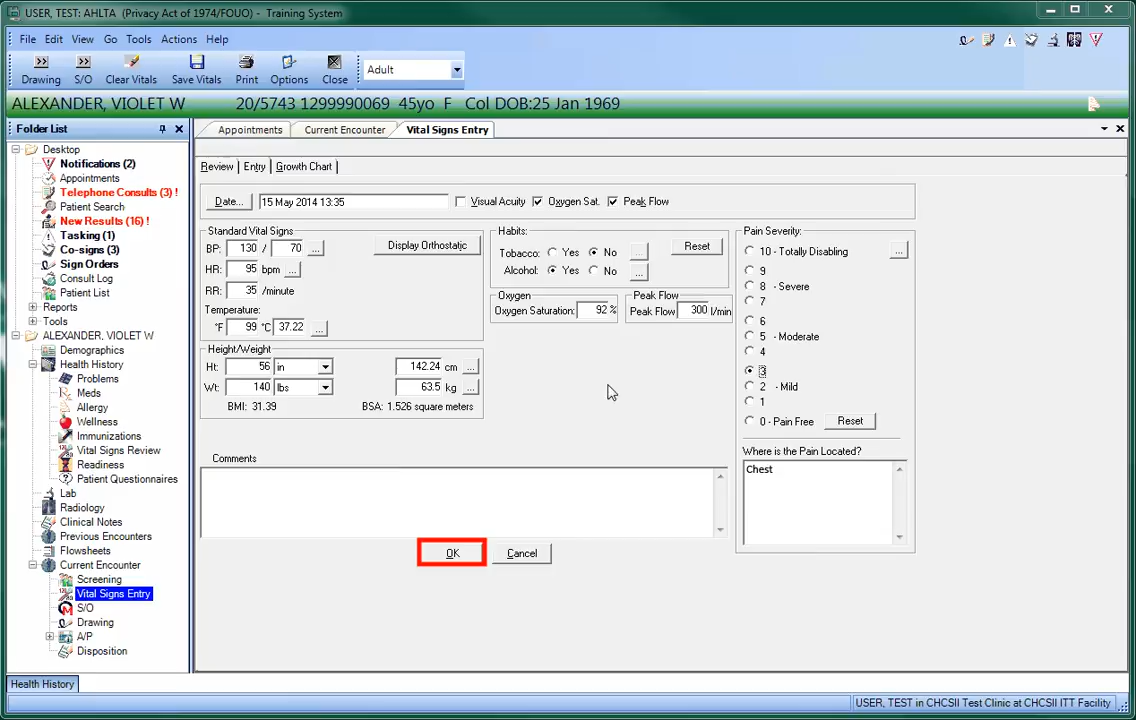 USER, TEST: AHLTA (Privacy Act of 1974/FOUO) - Training System
File Edit View Go Tools Actions Help
Drawing S/O Clear Vitals Save Vitals Print Options Close Adult
ALEXANDER, VIOLET W 20/5743 1299990069 45yo F Col DOB:25 Jan 1969
Folder List
Desktop
Notifications (2)
Appointments
Telephone Consults (3) !
Patient Search
New Results (16) !
Tasking (1)
Co-signs (3)
Sign Orders
Consult Log
Patient List
Reports
Tools
ALEXANDER, VIOLET W
Demographics
Health History
Problems
Meds
Allergy
Wellness
Immunizations
Vital Signs Review
Readiness
Patient Questionnaires
Lab
Radiology
Clinical Notes
Previous Encounters
Flowsheets
Current Encounter
Screening
Vital Signs Entry
S/O
Drawing
A/P
Disposition
Health History
Appointments Current Encounter Vital Signs Entry
Review Entry Growth Chart
Date... 15 May 2014 13:35 Visual Acuity Oxygen Sat. Peak Flow
Standard Vital Signs
BP: 130 / 70 ... Display Orthostatic
HR: 95 bpm ...
RR: 35 /minute
Temperature:
°F 99 °C 37.22 ...
Height/Weight
Ht: 56 in 142.24 cm ...
Wt: 140 lbs 63.5 kg ...
BMI: 31.39 BSA: 1.526 square meters
Habits:
Tobacco: Yes No ... Reset
Alcohol: Yes No ...
Oxygen
Oxygen Saturation: 92 %
Peak Flow
Peak Flow 300 l/min
Pain Severity:
10 - Totally Disabling ...
9
8 - Severe
7
6
5 - Moderate
4
3
2 - Mild
1
0 - Pain Free Reset
Where is the Pain Located?
Chest
Comments
OK Cancel
USER, TEST in CHCSII Test Clinic at CHCSII ITT Facility